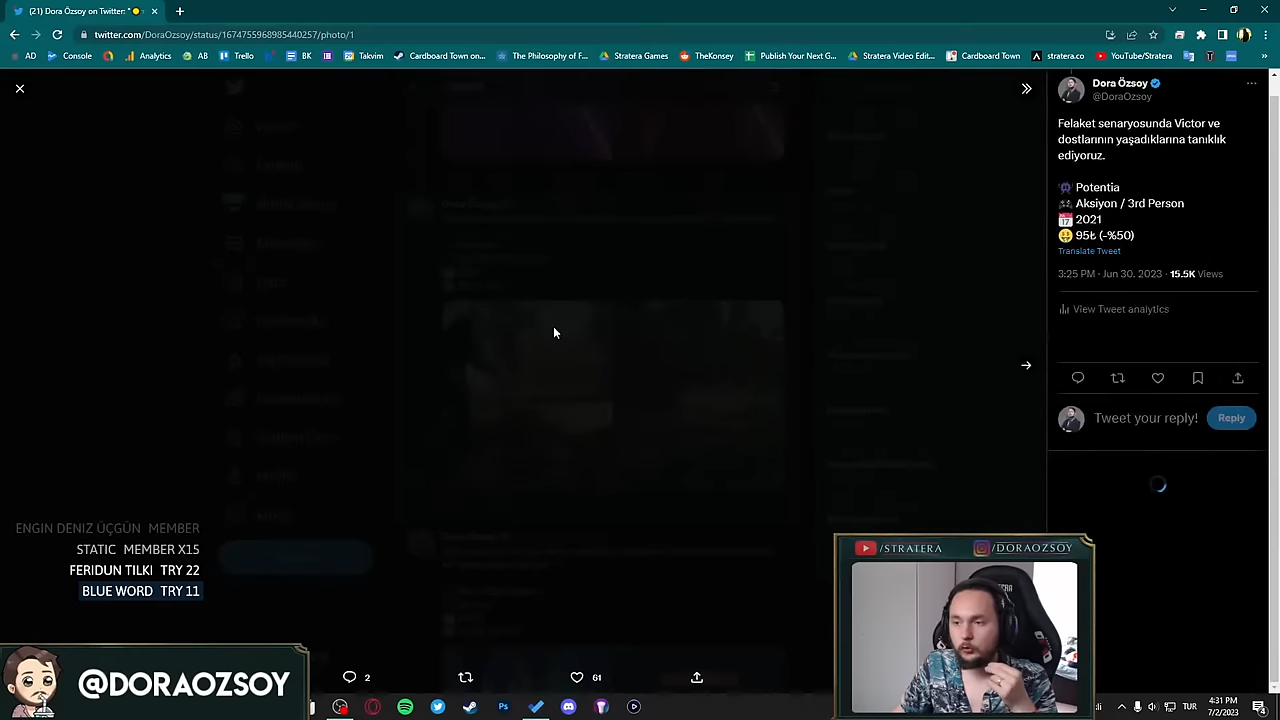 (21) Dora Özsoy on Twitter: "
twitter.com/DoraOzsoy/status/1674755968985440257/photo/1
AD Console Analytics AB Trello BK Takvim Cardboard Town on... The Philosophy of F... Stratera Games TheKonsey Publish Your Next G... Stratera Video Edit... Cardboard Town stratera.co YouTube/Stratera
Dora Özsoy
@DoraOzsoy
Felaket senaryosunda Victor ve
dostlarının yaşadıklarına tanıklık
ediyoruz.
Potentia
Aksiyon / 3rd Person
17 2021
95₺ (-%50)
Translate Tweet
3:25 PM · Jun 30, 2023 · 15.5K Views
View Tweet analytics
Tweet your reply! Reply
ENGIN DENIZ ÜÇGÜN MEMBER
STATIC MEMBER X15
FERIDUN TILKI TRY 22
BLUE WORD TRY 11
/STRATERA /DORAOZSOY
@DORAOZSOY
2 61
TUR 4:31 PM
7/2/2023